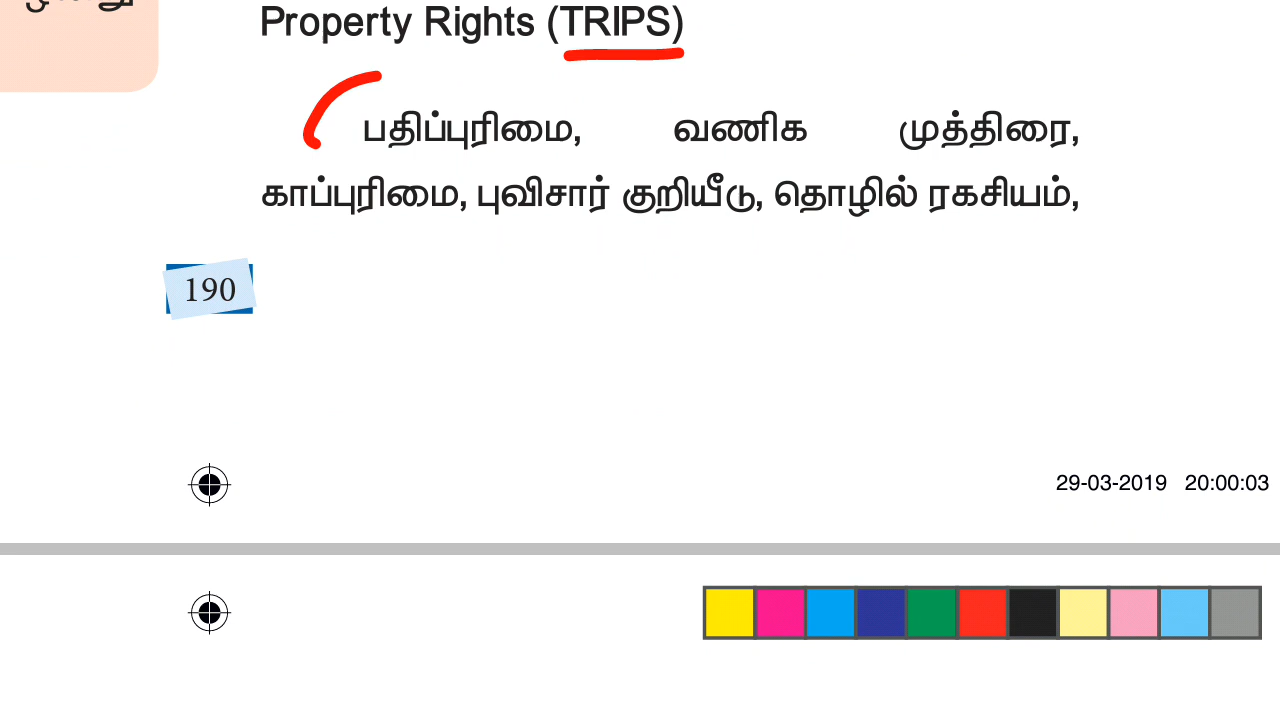 Property Rights (TRIPS)
பதிப்புரிமை, வணிக முத்திரை,
காப்புரிமை, புவிசார் குறியீடு, தொழில் ரகசியம்,
190
29-03-2019 20:00:03